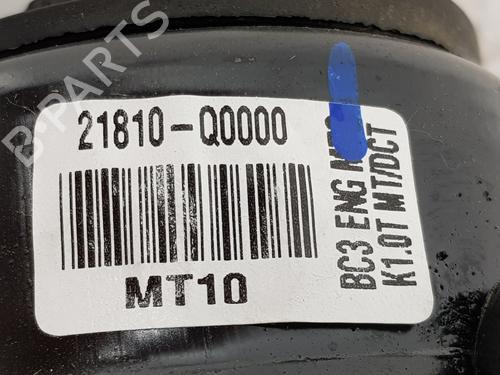 B-PARTS
21810-Q0000
MT10
BC3 ENG
K1.0T MT/DCT